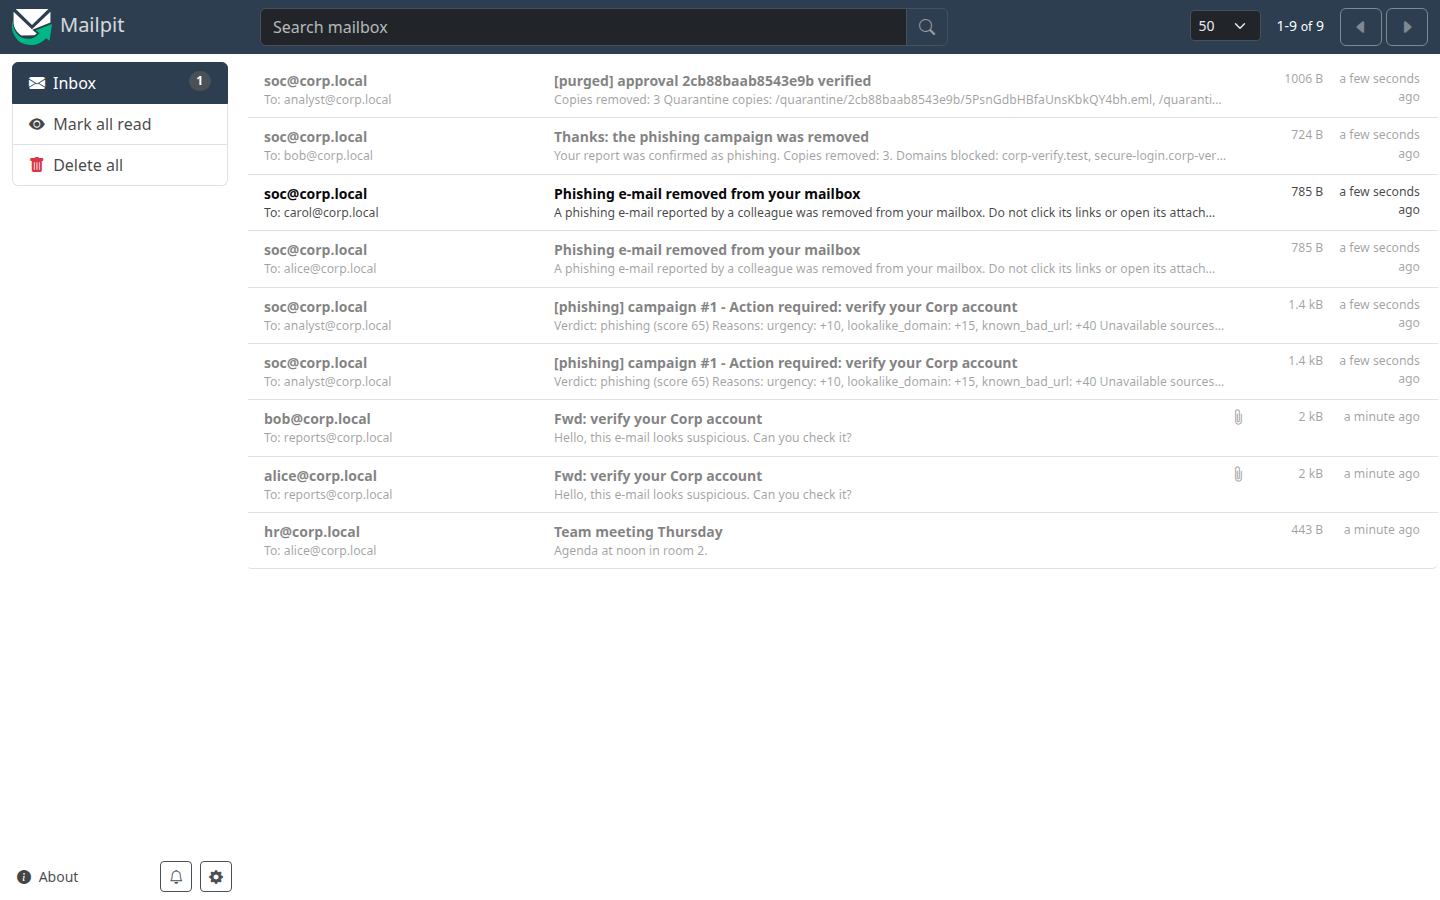 Mailpit
Search mailbox
50
1-9 of 9
Inbox
1
Mark all read
Delete all
soc@corp.local
To: analyst@corp.local
[purged] approval 2cb88baab8543e9b verified
Copies removed: 3 Quarantine copies: /quarantine/2cb88baab8543e9b/5PsnGdbHBfaUnsKbkQY4bh.eml, /quaranti...
1006 B
a few seconds ago
soc@corp.local
To: bob@corp.local
Thanks: the phishing campaign was removed
Your report was confirmed as phishing. Copies removed: 3. Domains blocked: corp-verify.test, secure-login.corp-ver...
724 B
a few seconds ago
soc@corp.local
To: carol@corp.local
Phishing e-mail removed from your mailbox
A phishing e-mail reported by a colleague was removed from your mailbox. Do not click its links or open its attach...
785 B
a few seconds ago
soc@corp.local
To: alice@corp.local
Phishing e-mail removed from your mailbox
A phishing e-mail reported by a colleague was removed from your mailbox. Do not click its links or open its attach...
785 B
a few seconds ago
soc@corp.local
To: analyst@corp.local
[phishing] campaign #1 - Action required: verify your Corp account
Verdict: phishing (score 65) Reasons: urgency: +10, lookalike_domain: +15, known_bad_url: +40 Unavailable sources...
1.4 kB
a few seconds ago
soc@corp.local
To: analyst@corp.local
[phishing] campaign #1 - Action required: verify your Corp account
Verdict: phishing (score 65) Reasons: urgency: +10, lookalike_domain: +15, known_bad_url: +40 Unavailable sources...
1.4 kB
a few seconds ago
bob@corp.local
To: reports@corp.local
Fwd: verify your Corp account
Hello, this e-mail looks suspicious. Can you check it?
2 kB
a minute ago
alice@corp.local
To: reports@corp.local
Fwd: verify your Corp account
Hello, this e-mail looks suspicious. Can you check it?
2 kB
a minute ago
hr@corp.local
To: alice@corp.local
Team meeting Thursday
Agenda at noon in room 2.
443 B
a minute ago
About